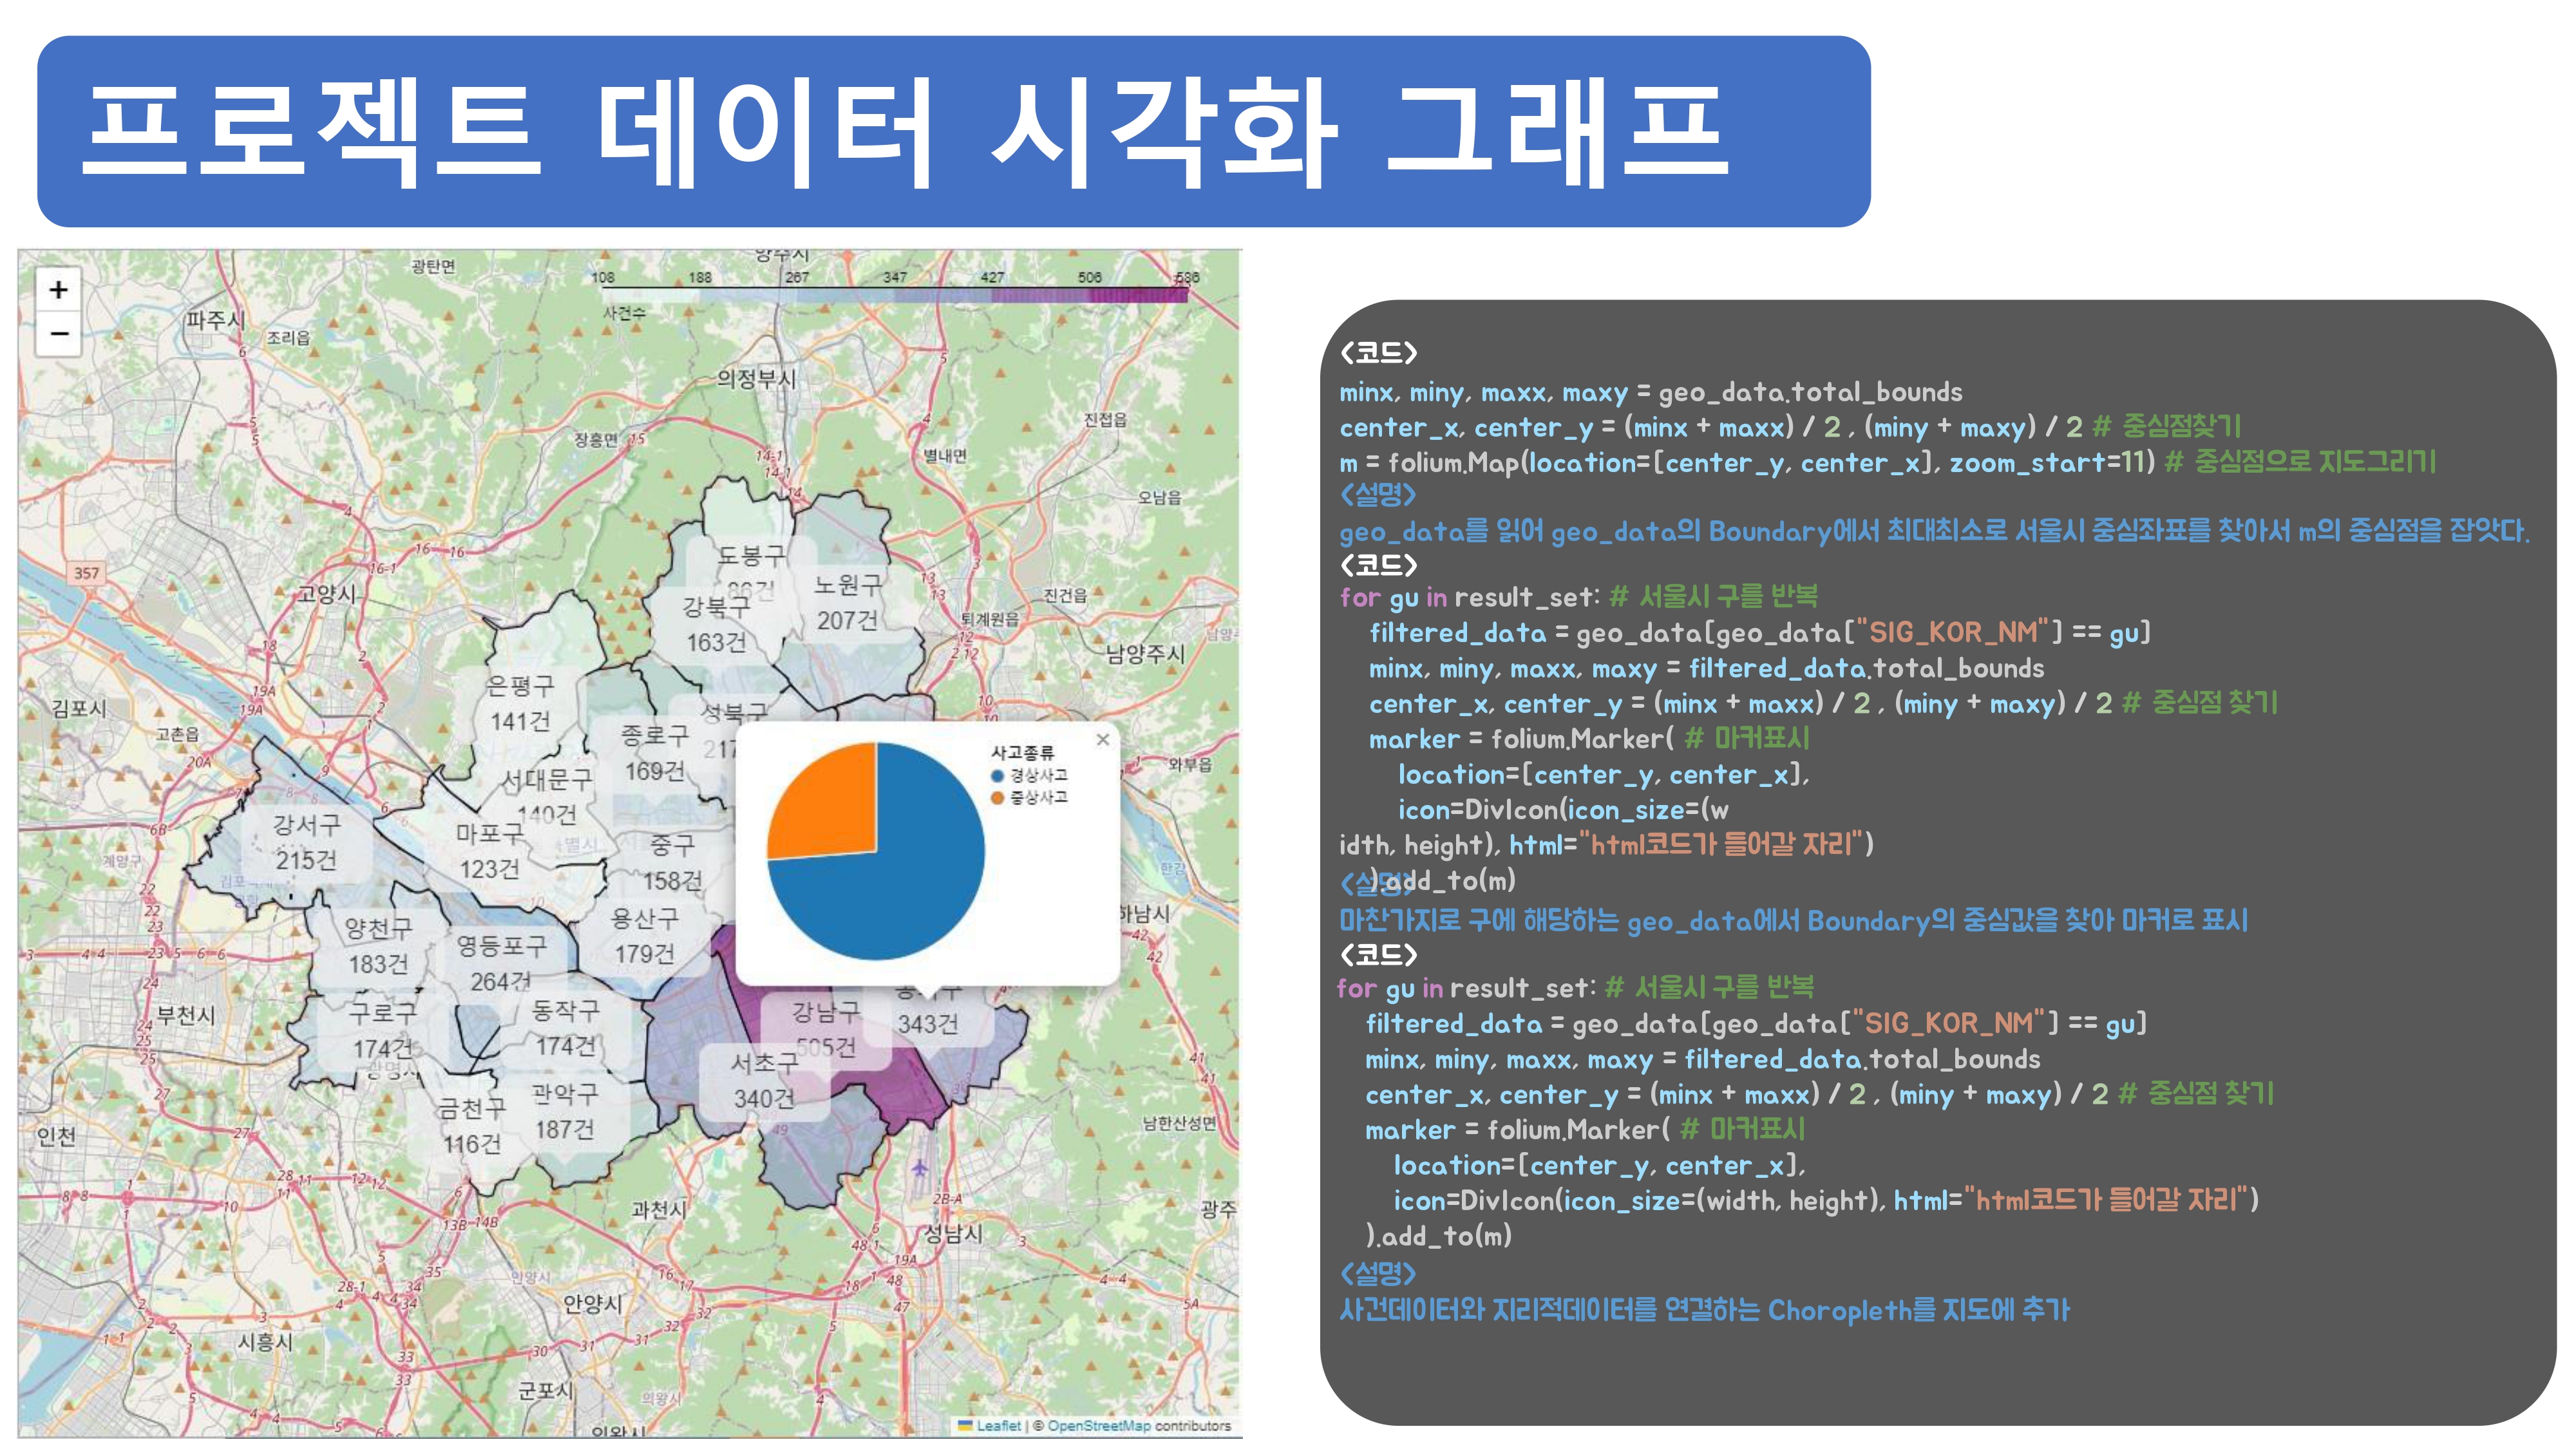 프로젝트 데이터 시각화 그래프
+
−
양주시
광탄면
108 188 267 347 427 506 586
사건수
파주시
조리읍
의정부시
진접읍
장흥면
별내면
오남읍
357
고양시
도봉구
86건
노원구
207건
강북구
163건
진건읍
퇴계원읍
남양주시
은평구
141건
김포시
고촌읍
성북구
217
종로구
169건
와부읍
서대문구
140건
강서구
215건
마포구
123건
중구
158건
사고종류
경상사고
중상사고
×
계양구
한강
하남시
양천구
183건
영등포구
264건
용산구
179건
부천시
구로구
174건
동작구
174건
강남구
505건
343건
서초구
340건
금천구
116건
관악구
187건
인천
남한산성면
과천시
성남시
광주
안양시
안양시
시흥시
군포시
의왕시
의왕시
Leaflet | © OpenStreetMap contributors
<코드>
minx, miny, maxx, maxy = geo_data.total_bounds
center_x, center_y = (minx + maxx) / 2 , (miny + maxy) / 2 # 중심점찾기
m = folium.Map(location=[center_y, center_x], zoom_start=11) # 중심점으로 지도그리기
<설명>
geo_data를 읽어 geo_data의 Boundary에서 최대최소로 서울시 중심좌표를 찾아서 m의 중심점을 잡앗다.
<코드>
for gu in result_set: # 서울시 구를 반복
filtered_data = geo_data[geo_data["SIG_KOR_NM"] == gu]
minx, miny, maxx, maxy = filtered_data.total_bounds
center_x, center_y = (minx + maxx) / 2 , (miny + maxy) / 2 # 중심점 찾기
marker = folium.Marker( # 마커표시
location=[center_y, center_x],
icon=DivIcon(icon_size=(w
idth, height), html="html코드가 들어갈 자리")
).add_to(m)
<설명>
마찬가지로 구에 해당하는 geo_data에서 Boundary의 중심값을 찾아 마커로 표시
<코드>
for gu in result_set: # 서울시 구를 반복
filtered_data = geo_data[geo_data["SIG_KOR_NM"] == gu]
minx, miny, maxx, maxy = filtered_data.total_bounds
center_x, center_y = (minx + maxx) / 2 , (miny + maxy) / 2 # 중심점 찾기
marker = folium.Marker( # 마커표시
location=[center_y, center_x],
icon=DivIcon(icon_size=(width, height), html="html코드가 들어갈 자리")
).add_to(m)
<설명>
사건데이터와 지리적데이터를 연결하는 Choropleth를 지도에 추가